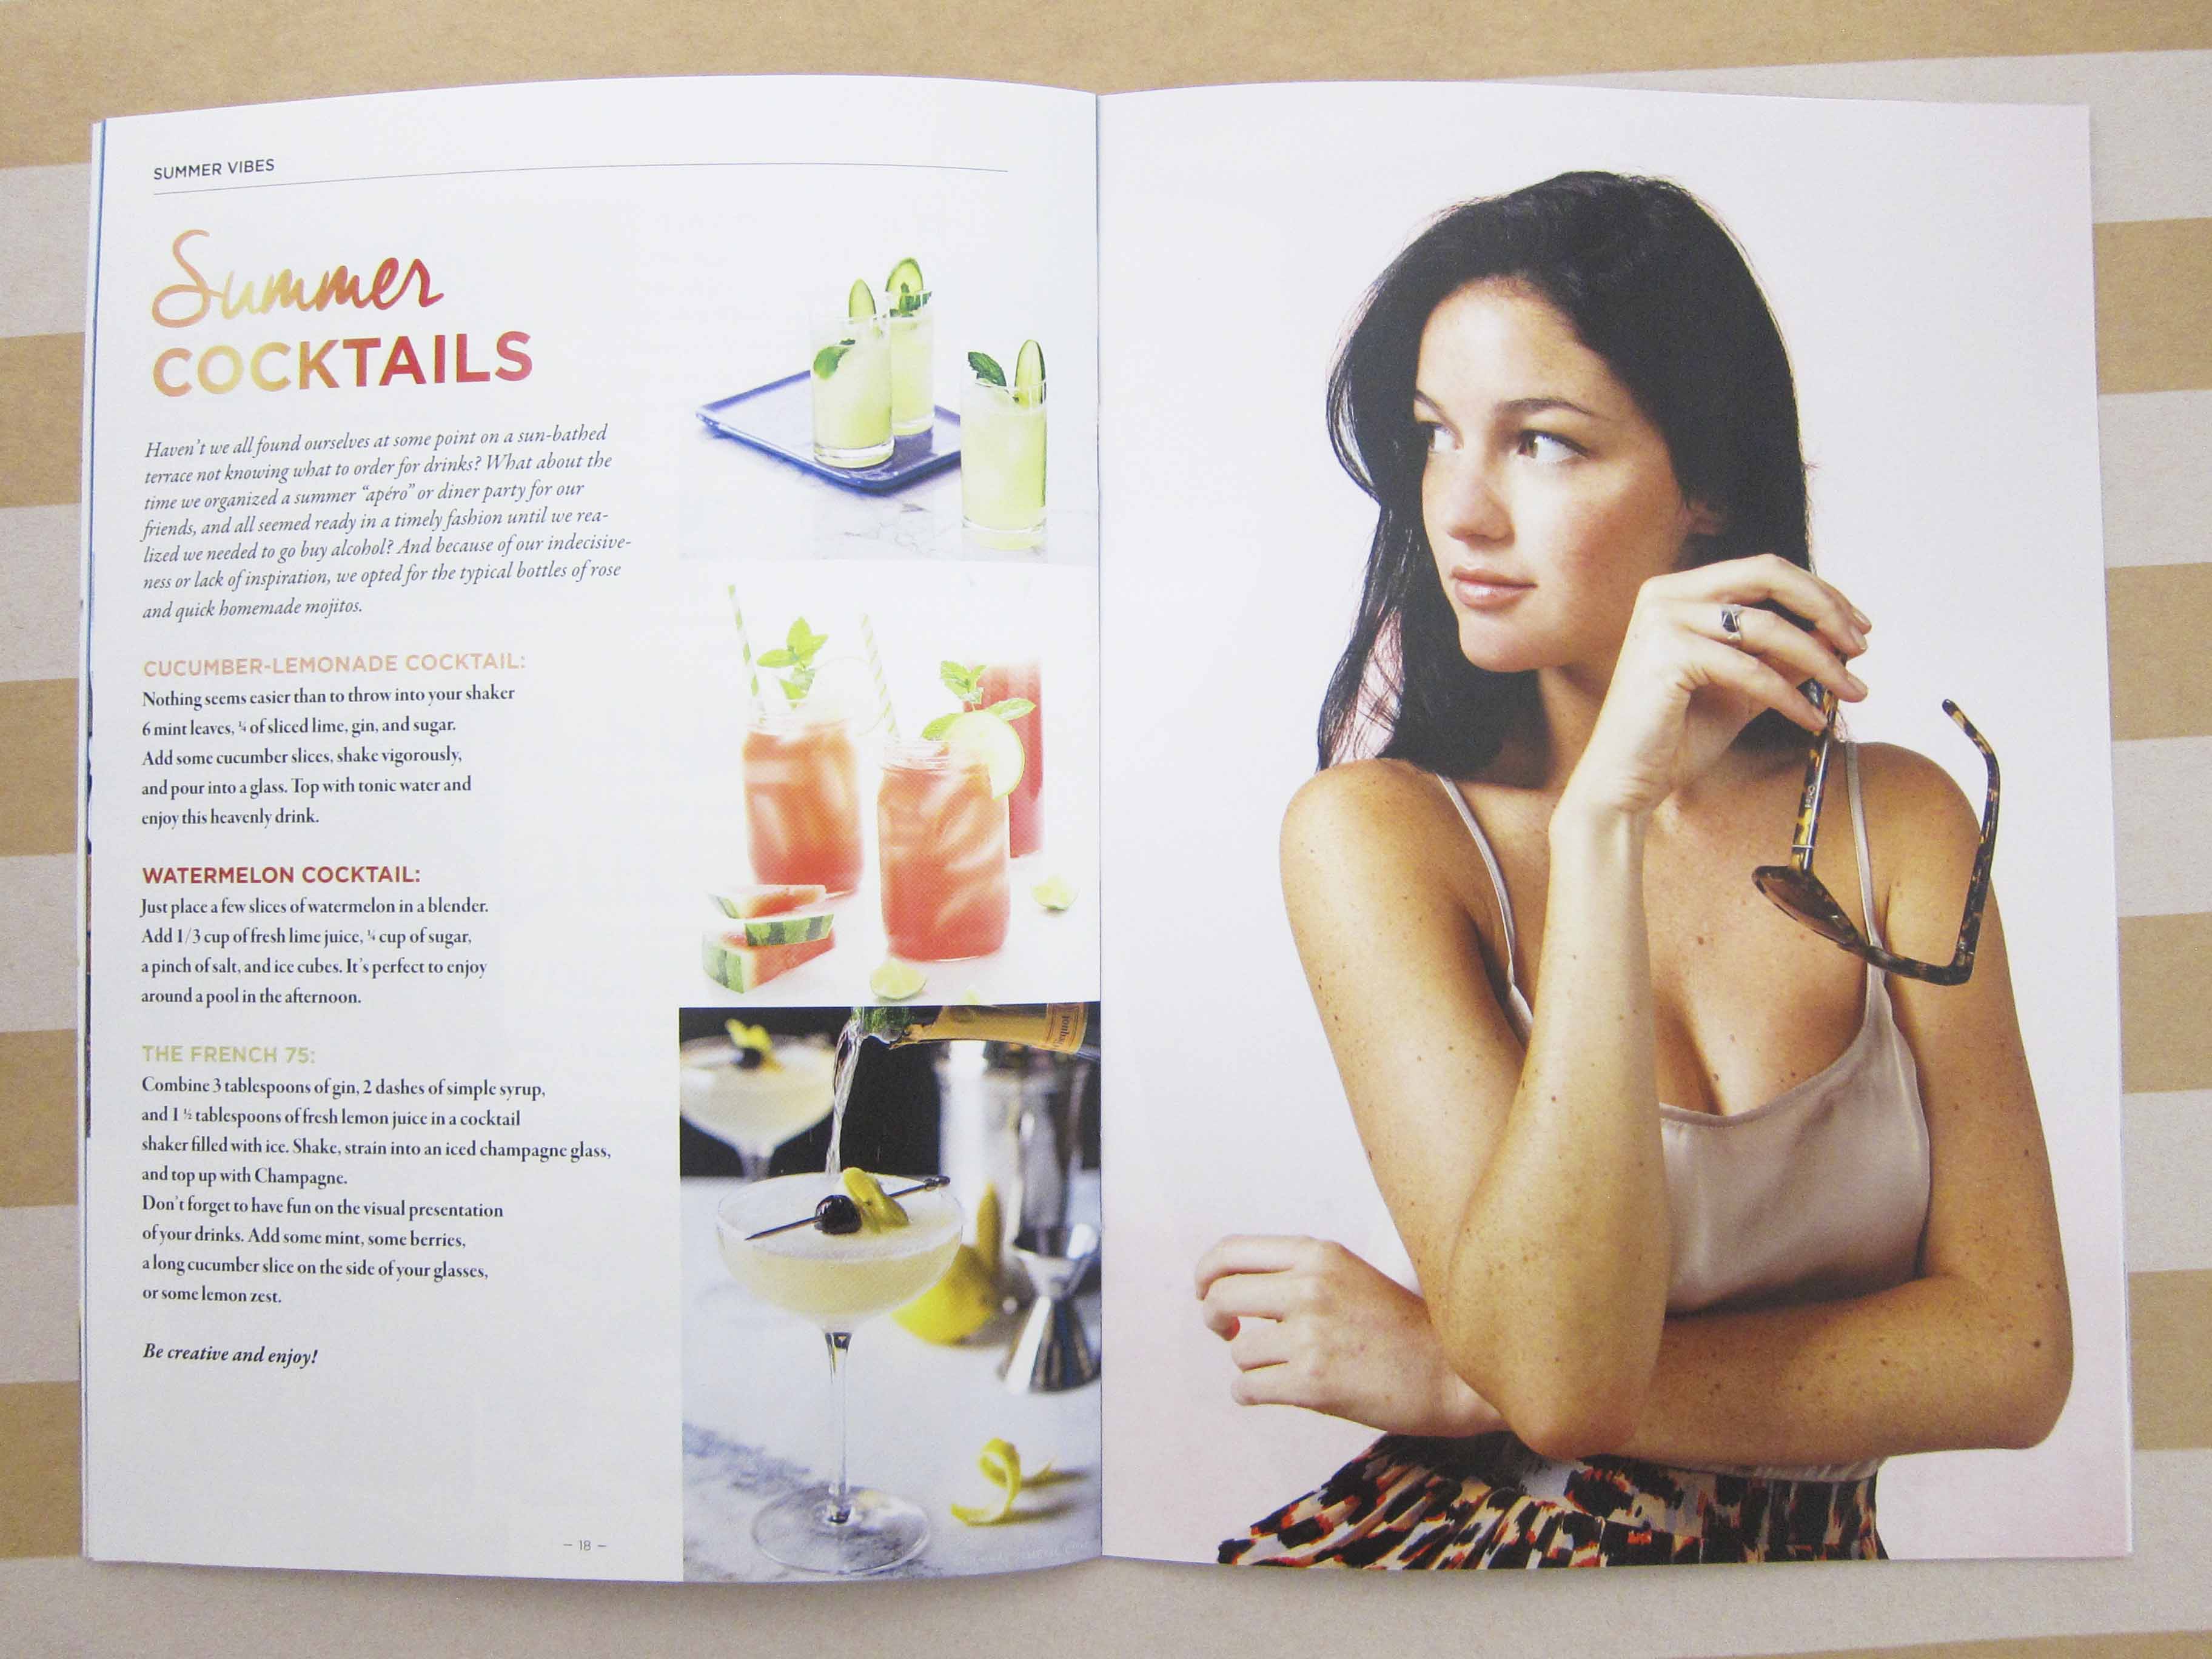 SUMMER VIBES
Summer
COCKTAILS
Haven't we all found ourselves at some point on a sun-bathed
terrace not knowing what to order for drinks? What about the
time we organized a summer “apéro” or diner party for our
friends, and all seemed ready in a timely fashion until we rea-
lized we needed to go buy alcohol? And because of our indecisive-
ness or lack of inspiration, we opted for the typical bottles of rose
and quick homemade mojitos.
CUCUMBER-LEMONADE COCKTAIL:
Nothing seems easier than to throw into your shaker
6 mint leaves, ¼ of sliced lime, gin, and sugar.
Add some cucumber slices, shake vigorously,
and pour into a glass. Top with tonic water and
enjoy this heavenly drink.
WATERMELON COCKTAIL:
Just place a few slices of watermelon in a blender.
Add 1/3 cup of fresh lime juice, ¼ cup of sugar,
a pinch of salt, and ice cubes. It's perfect to enjoy
around a pool in the afternoon.
THE FRENCH 75:
Combine 3 tablespoons of gin, 2 dashes of simple syrup,
and 1 ½ tablespoons of fresh lemon juice in a cocktail
shaker filled with ice. Shake, strain into an iced champagne glass,
and top up with Champagne.
Don't forget to have fun on the visual presentation
of your drinks. Add some mint, some berries,
a long cucumber slice on the side of your glasses,
or some lemon zest.
Be creative and enjoy!
– 18 –